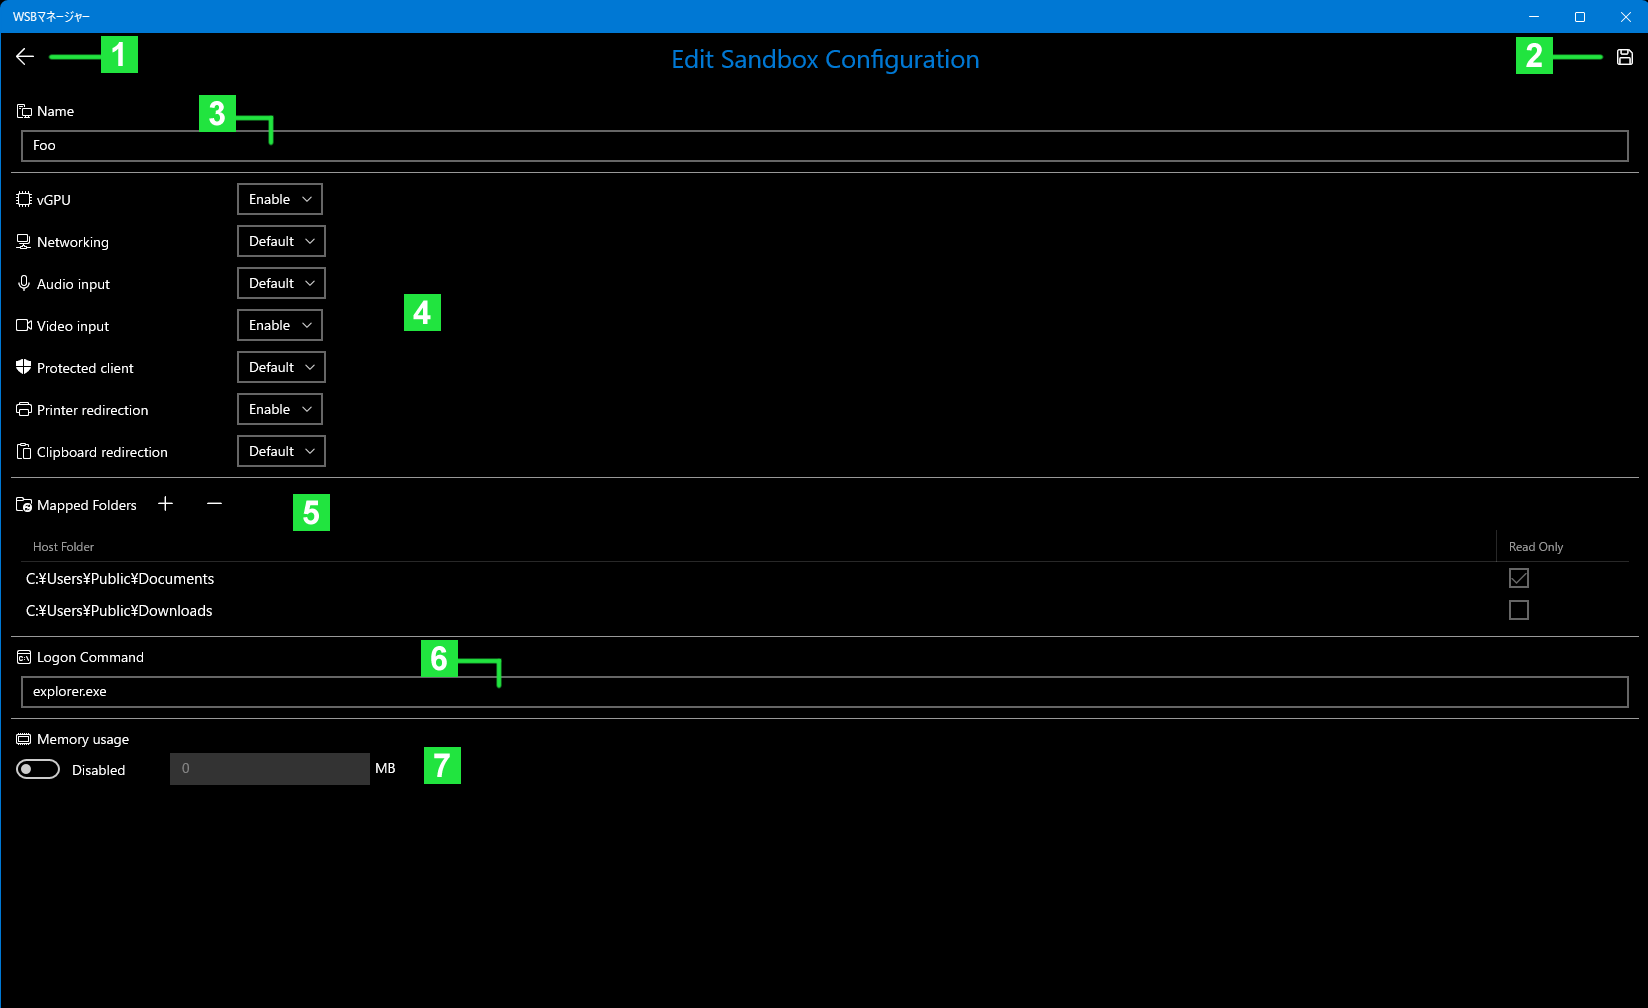 WSBマネージャー
1
Edit Sandbox Configuration
2
Name
3
Foo
vGPU Enable
Networking Default
Audio input Default
Video input Enable
4
Protected client Default
Printer redirection Enable
Clipboard redirection Default
Mapped Folders
5
Host Folder Read Only
C:¥Users¥Public¥Documents
C:¥Users¥Public¥Downloads
Logon Command
6
explorer.exe
Memory usage
Disabled 0 MB
7